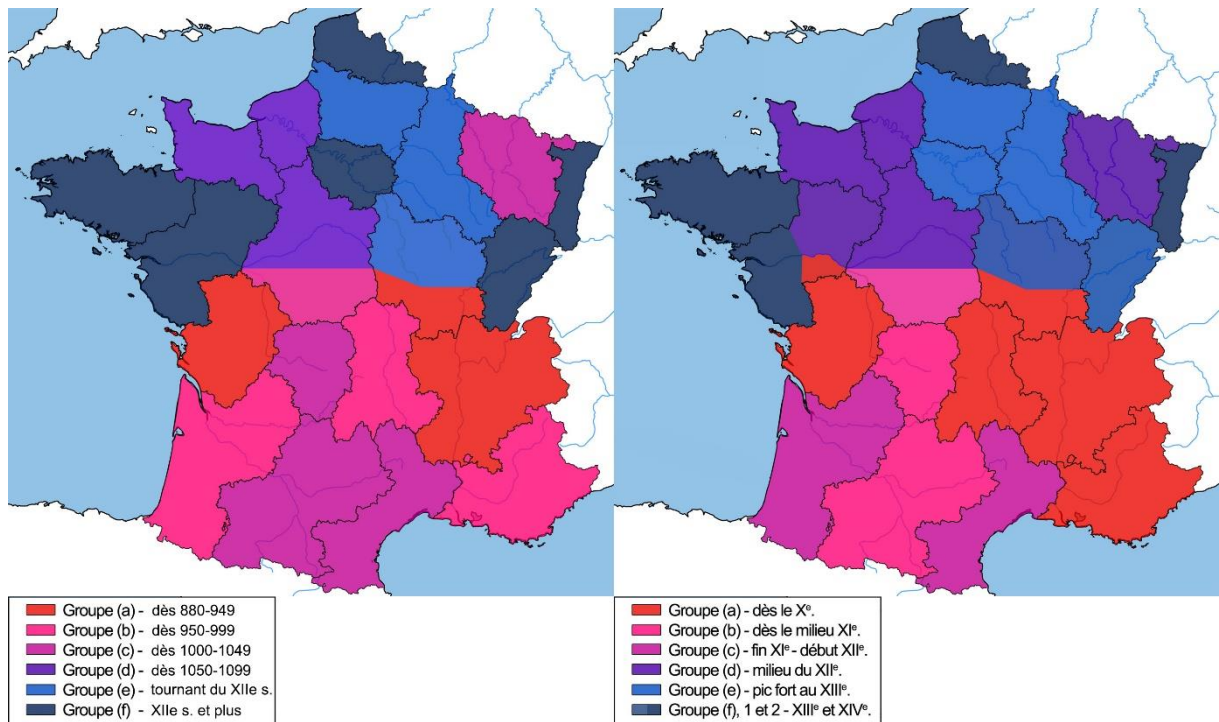 Groupe (a) - dès 880-949
Groupe (b) - dès 950-999
Groupe (c) - dès 1000-1049
Groupe (d) - dès 1050-1099
Groupe (e) - tournant du XIIe s.
Groupe (f) - XIIe s. et plus
Groupe (a) - dès le Xᵉ.
Groupe (b) - dès le milieu XIᵉ.
Groupe (c) - fin XIᵉ - début XIIᵉ.
Groupe (d) - milieu du XIIᵉ.
Groupe (e) - pic fort au XIIIᵉ.
Groupe (f), 1 et 2 - XIIIᵉ et XIVᵉ.